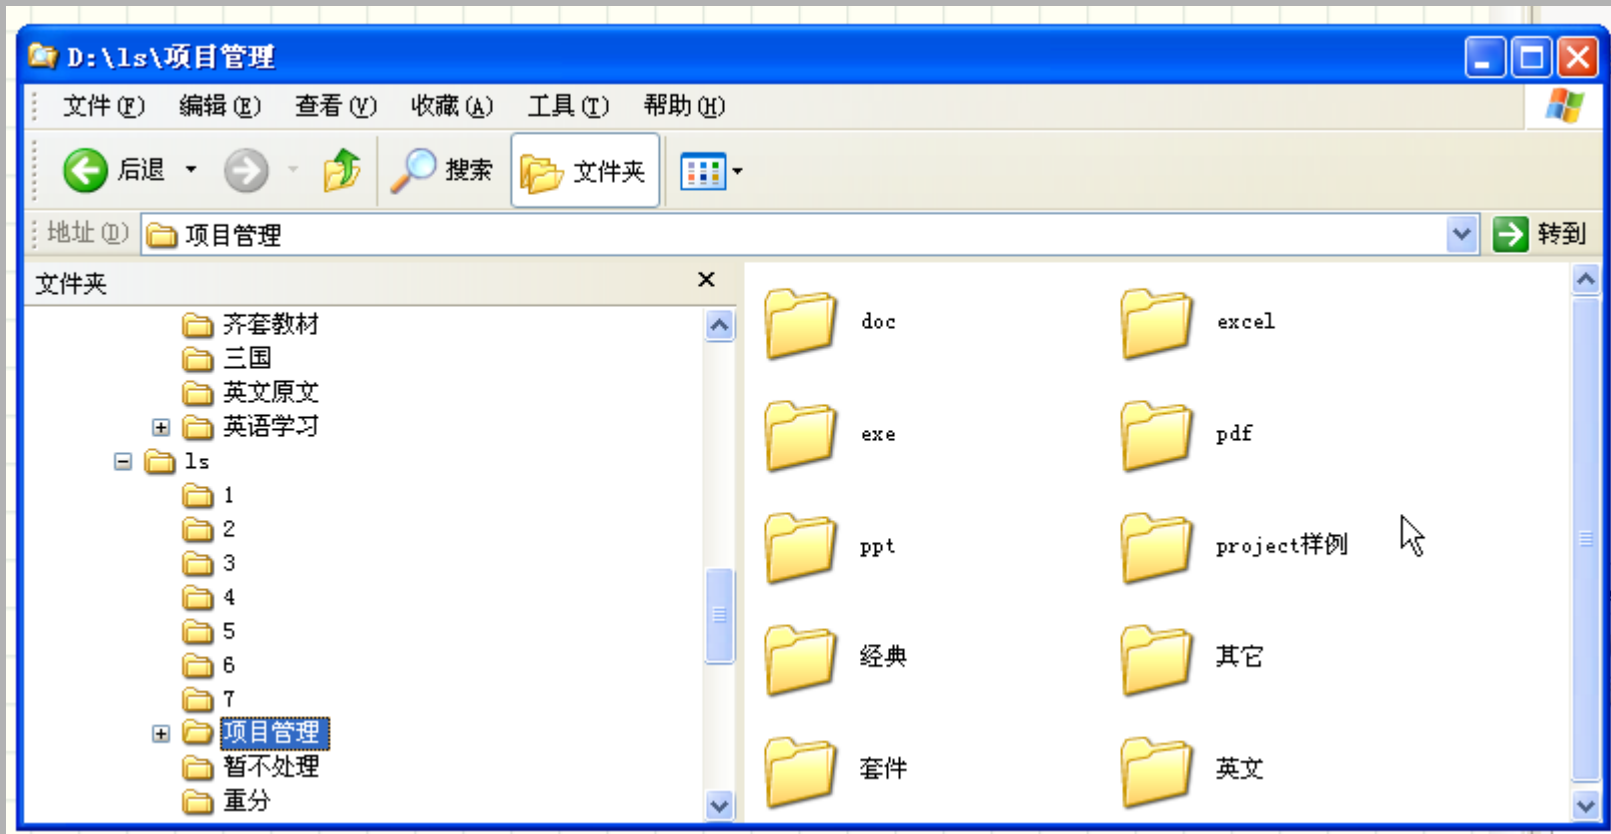 D:\ls\项目管理
文件(F) 编辑(E) 查看(V) 收藏(A) 工具(T) 帮助(H)
后退 搜索 文件夹
地址(D) 项目管理 转到
文件夹
齐套教材
三国
英文原文
英语学习
ls
1
2
3
4
5
6
7
项目管理
暂不处理
重分
doc excel
exe pdf
ppt project样例
经典 其它
套件 英文